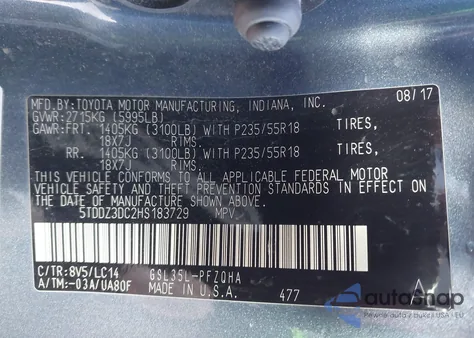 MFD.BY:TOYOTA MOTOR MANUFACTURING, INDIANA, INC. 08/17
GVWR:2715KG (5995LB)
GAWR:FRT. 1405KG (3100LB) WITH P235/55R18 TIRES,
18X7J RIMS
RR. 1405KG (3100LB) WITH P235/55R18 TIRES,
18X7J RIMS
THIS VEHICLE CONFORMS TO ALL APPLICABLE FEDERAL MOTOR
VEHICLE SAFETY AND BUMPER STANDARDS IN EFFECT ON
THE DATE OF MANUFACTURE SHOWN ABOVE.
5TDDZ3DC2HS183729 MPV
C/TR:8V5/LC14 GSL35L-PFZQHA
A/TM:-03A/UA80F MADE IN U.S.A. 477
autoshap